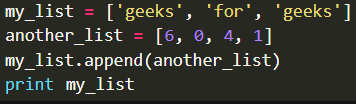 my_list = ['geeks', 'for', 'geeks']
another_list = [6, 0, 4, 1]
my_list.append(another_list)
print my_list